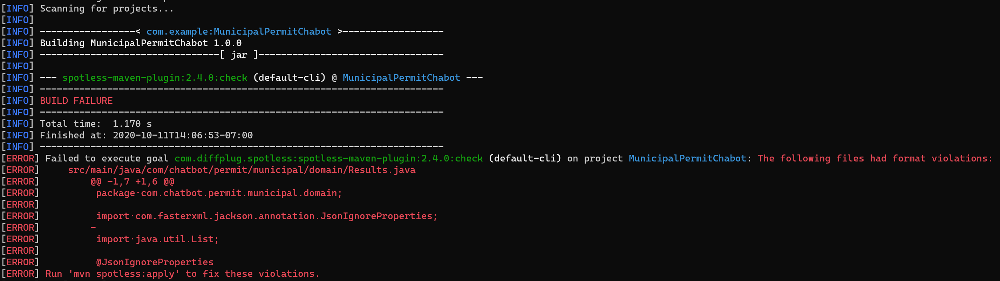 [INFO] Scanning for projects...
[INFO]
[INFO] -----------------< com.example:MunicipalPermitChabot >------------------
[INFO] Building MunicipalPermitChabot 1.0.0
[INFO] --------------------------------[ jar ]---------------------------------
[INFO]
[INFO] --- spotless-maven-plugin:2.4.0:check (default-cli) @ MunicipalPermitChabot ---
[INFO] ------------------------------------------------------------------------
[INFO] BUILD FAILURE
[INFO] ------------------------------------------------------------------------
[INFO] Total time:  1.170 s
[INFO] Finished at: 2020-10-11T14:06:53-07:00
[INFO] ------------------------------------------------------------------------
[ERROR] Failed to execute goal com.diffplug.spotless:spotless-maven-plugin:2.4.0:check (default-cli) on project MunicipalPermitChabot: The following files had format violations:
[ERROR]     src/main/java/com/chatbot/permit/municipal/domain/Results.java
[ERROR]         @@ -1,7 +1,6 @@
[ERROR]          package·com.chatbot.permit.municipal.domain;
[ERROR]
[ERROR]          import·com.fasterxml.jackson.annotation.JsonIgnoreProperties;
[ERROR]         -
[ERROR]          import·java.util.List;
[ERROR]
[ERROR]          @JsonIgnoreProperties
[ERROR] Run 'mvn spotless:apply' to fix these violations.